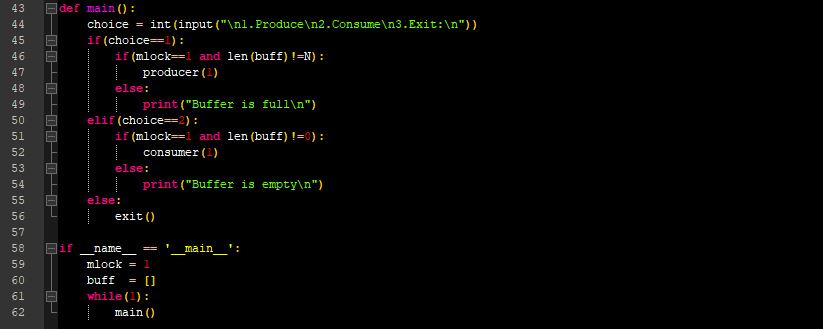 43 def main():
44     choice = int(input("\n1.Produce\n2.Consume\n3.Exit:\n"))
45     if(choice==1):
46         if(mlock==1 and len(buff)!=N):
47             producer(1)
48         else:
49             print("Buffer is full\n")
50     elif(choice==2):
51         if(mlock==1 and len(buff)!=0):
52             consumer(1)
53         else:
54             print("Buffer is empty\n")
55     else:
56         exit()
57
58 if __name__ == '__main__':
59     mlock = 1
60     buff  = []
61     while(1):
62         main()